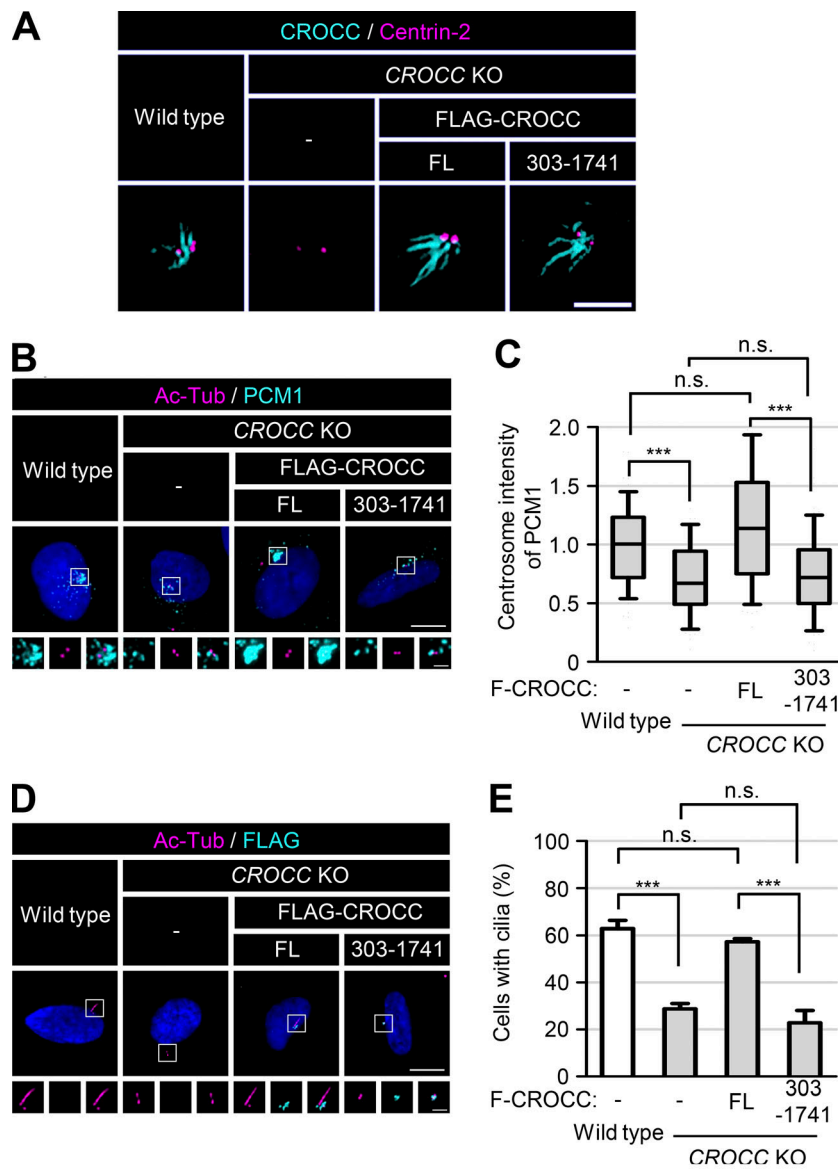 A
CROCC / Centrin-2
CROCC KO
Wild type
-
FLAG-CROCC
FL
303-1741
B
Ac-Tub / PCM1
CROCC KO
Wild type
-
FLAG-CROCC
FL
303-1741
C
n.s.
n.s.
***
***
2.0
1.5
1.0
0.5
0
Centrosome intensity
of PCM1
F-CROCC: - - FL 303
-1741
Wild type
CROCC KO
D
Ac-Tub / FLAG
CROCC KO
Wild type
-
FLAG-CROCC
FL
303-1741
E
n.s.
n.s.
***
***
100
80
60
40
20
0
Cells with cilia (%)
F-CROCC: - - FL 303
-1741
Wild type
CROCC KO